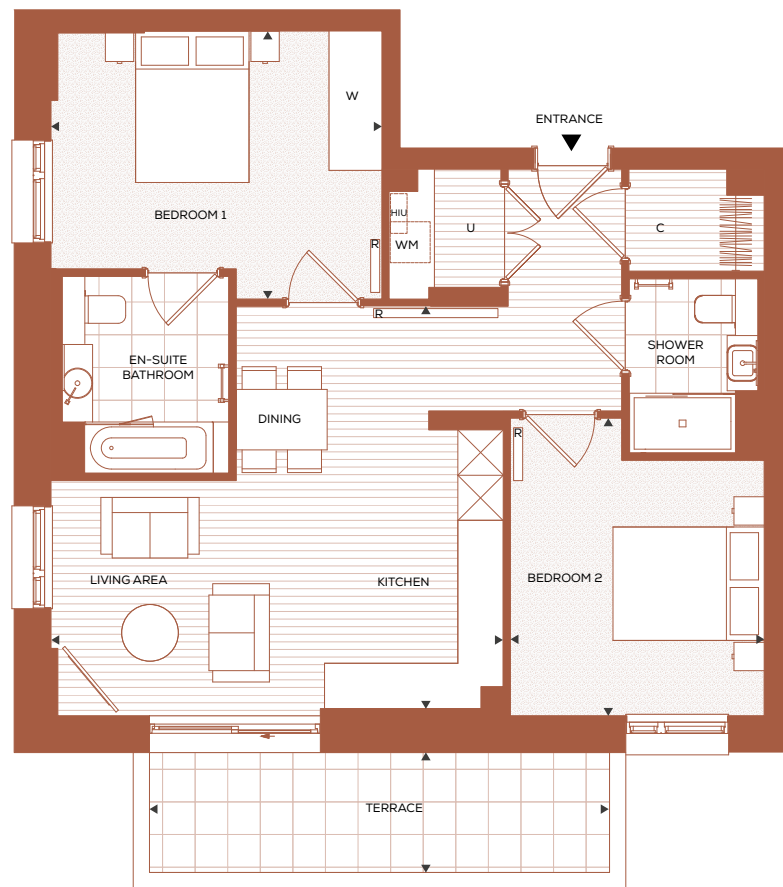 W
ENTRANCE
BEDROOM 1
HIU
U
C
WM
R
R
SHOWER
ROOM
EN-SUITE
BATHROOM
DINING
R
LIVING AREA
KITCHEN
BEDROOM 2
TERRACE